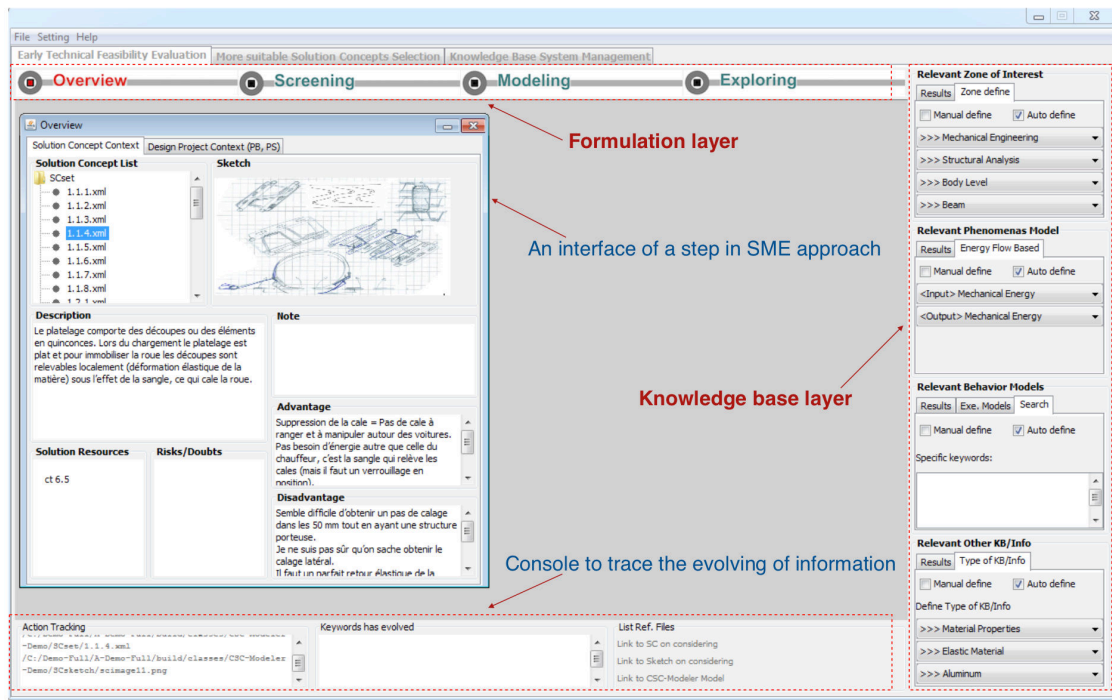 File Setting Help
Early Technical Feasibility Evaluation More suitable Solution Concepts Selection Knowledge Base System Management
Overview Screening Modeling Exploring
Formulation layer
Overview
Solution Concept Context Design Project Context (PB, PS)
Solution Concept List
SCset
1.1.1.xml
1.1.2.xml
1.1.3.xml
1.1.4.xml
1.1.5.xml
1.1.6.xml
1.1.7.xml
1.1.8.xml
1.2.1.xml
Sketch
Description
Le platelage comporte des découpes ou des éléments
en quinconces. Lors du chargement le platelage est
plat et pour immobiliser la roue les découpes sont
relevables localement (déformation élastique de la
matière) sous l'effet de la sangle, ce qui cale la roue.
Note
Advantage
Suppression de la cale = Pas de cale à
ranger et à manipuler autour des voitures.
Pas besoin d'énergie autre que celle du
chauffeur, c'est la sangle qui relève les
cales (mais il faut un verrouillage en
position).
Solution Resources
ct 6.5
Risks/Doubts
Disadvantage
Semble difficile d'obtenir un pas de calage
dans les 50 mm tout en ayant une structure
porteuse.
Je ne suis pas sûr qu'on sache obtenir le
calage latéral.
Il faut un parfait retour élastique de la
An interface of a step in SME approach
Knowledge base layer
Console to trace the evolving of information
Relevant Zone of Interest
Results Zone define
Manual define Auto define
>>> Mechanical Engineering
>>> Structural Analysis
>>> Body Level
>>> Beam
Relevant Phenomenas Model
Results Energy Flow Based
Manual define Auto define
<Input> Mechanical Energy
<Output> Mechanical Energy
Relevant Behavior Models
Results Exe. Models Search
Manual define Auto define
Specific keywords:
Relevant Other KB/Info
Results Type of KB/Info
Manual define Auto define
Define Type of KB/Info
>>> Material Properties
>>> Elastic Material
>>> Aluminum
Action Tracking
/C:/Demo-Full/A-Demo-Full/build/classes/CSC-Modeler
-Demo/SCset/1.1.4.xml
/C:/Demo-Full/A-Demo-Full/build/classes/CSC-Modeler
-Demo/SCsketch/scimage11.png
Keywords has evolved
List Ref. Files
Link to SC on considering
Link to Sketch on considering
Link to CSC-Modeler Model